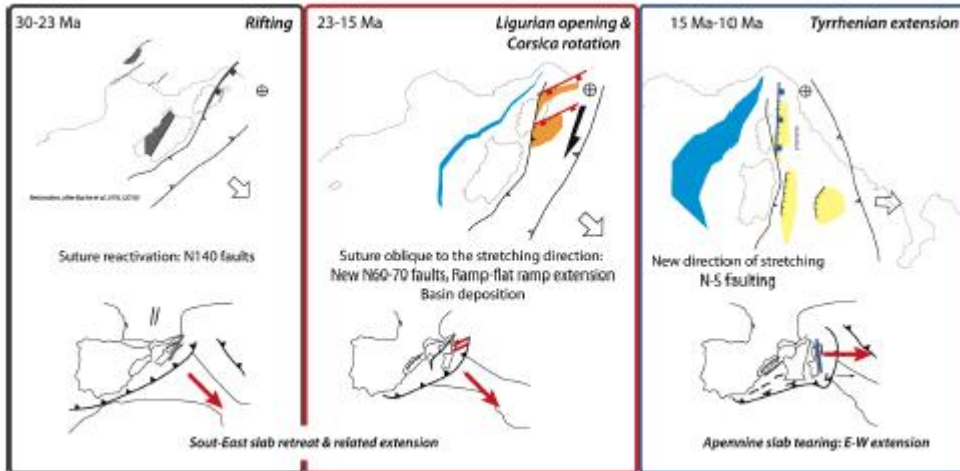 30-23 Ma
Rifting
Suture reactivation: N140 faults
23-15 Ma
Ligurian opening &
Corsica rotation
Suture oblique to the stretching direction:
New N60-70 faults, Ramp-flat ramp extension
Basin deposition
15 Ma-10 Ma
Tyrrhenian extension
New direction of stretching
N-S faulting
Sout-East slab retreat & related extension
Apennine slab tearing: E-W extension